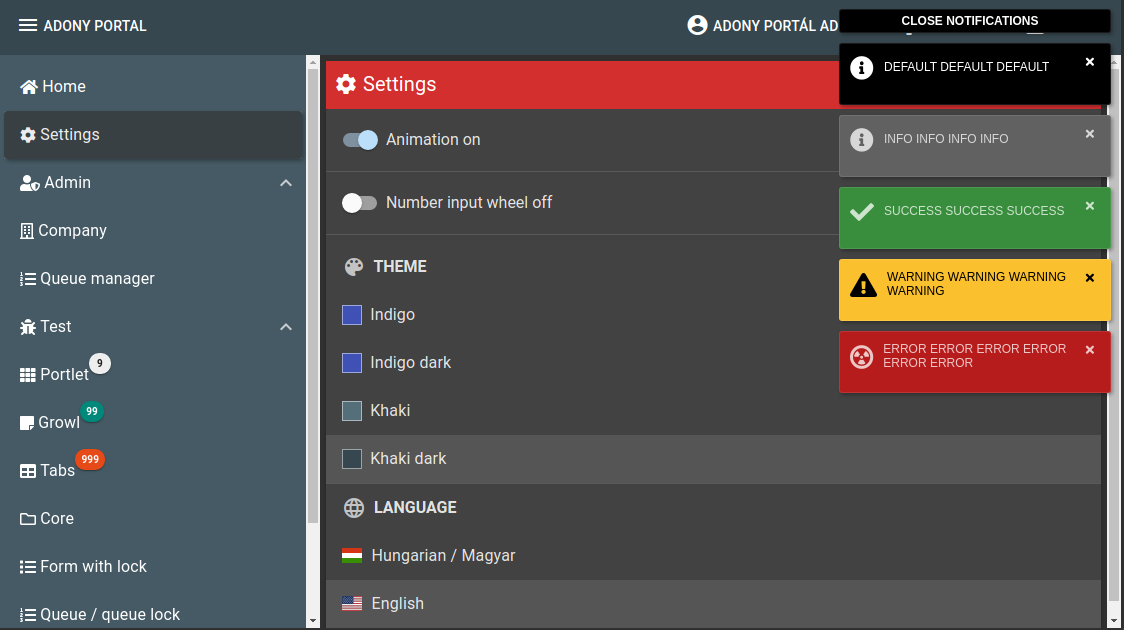 ADONY PORTAL
ADONY PORTÁL AD
CLOSE NOTIFICATIONS
Home
Settings
Admin
Company
Queue manager
Test
Portlet
9
Growl
99
Tabs
999
Core
Form with lock
Queue / queue lock
Settings
Animation on
Number input wheel off
THEME
Indigo
Indigo dark
Khaki
Khaki dark
LANGUAGE
Hungarian / Magyar
English
DEFAULT DEFAULT DEFAULT
INFO INFO INFO INFO
SUCCESS SUCCESS SUCCESS
WARNING WARNING WARNING
WARNING
ERROR ERROR ERROR ERROR
ERROR ERROR